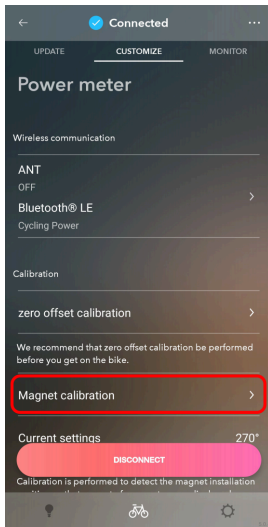 Connected
UPDATE CUSTOMIZE MONITOR
Power meter
Wireless communication
ANT
OFF
Bluetooth® LE
Cycling Power
Calibration
zero offset calibration
We recommend that zero offset calibration be performed
before you get on the bike.
Magnet calibration
Current settings 270°
DISCONNECT
Calibration is performed to detect the magnet installation